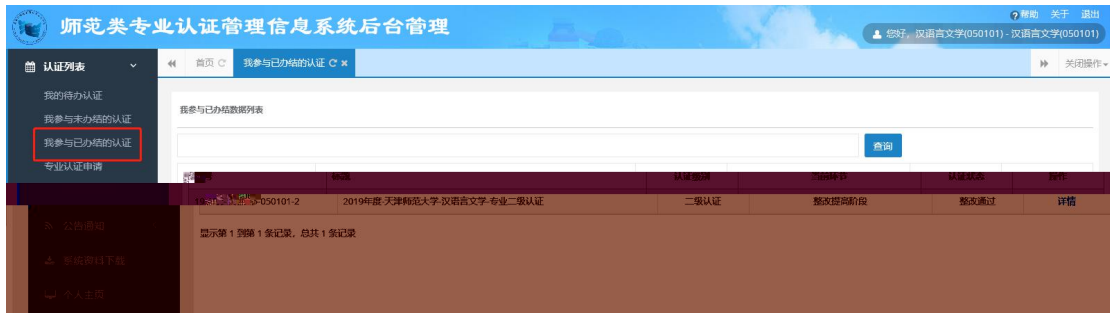 帮助 关于 退出
师范类专业认证管理信息系统后台管理
您好，汉语言文学(050101) - 汉语言文学(050101)
认证列表
首页 我参与已办结的认证 关闭操作
我的待办认证
我参与未办结的认证
我参与已办结的认证
专业认证申请
我参与已办结数据列表
查询
标题 认证级别 当前环节 认证状态 操作
050101-2 2019年度-天津师范大学-汉语言文学-专业二级认证 二级认证 整改提高阶段 整改通过 详情
公告通知
显示第 1 到第 1 条记录，总共 1 条记录
系统资料下载
个人主页